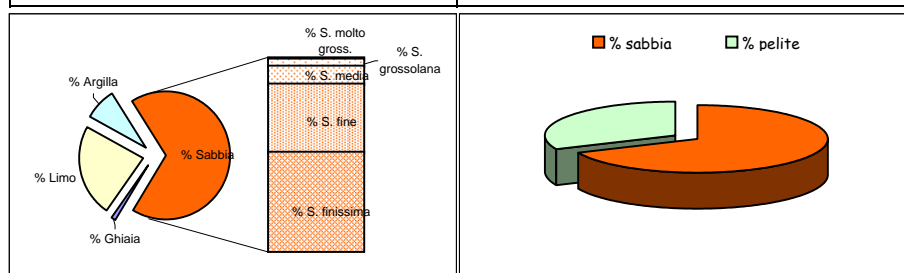 % S. molto
gross.
% S.
grossolana
% S. media
% Argilla
% S. fine
% Sabbia
% Limo
% S. finissima
% Ghiaia
% sabbia
% pelite